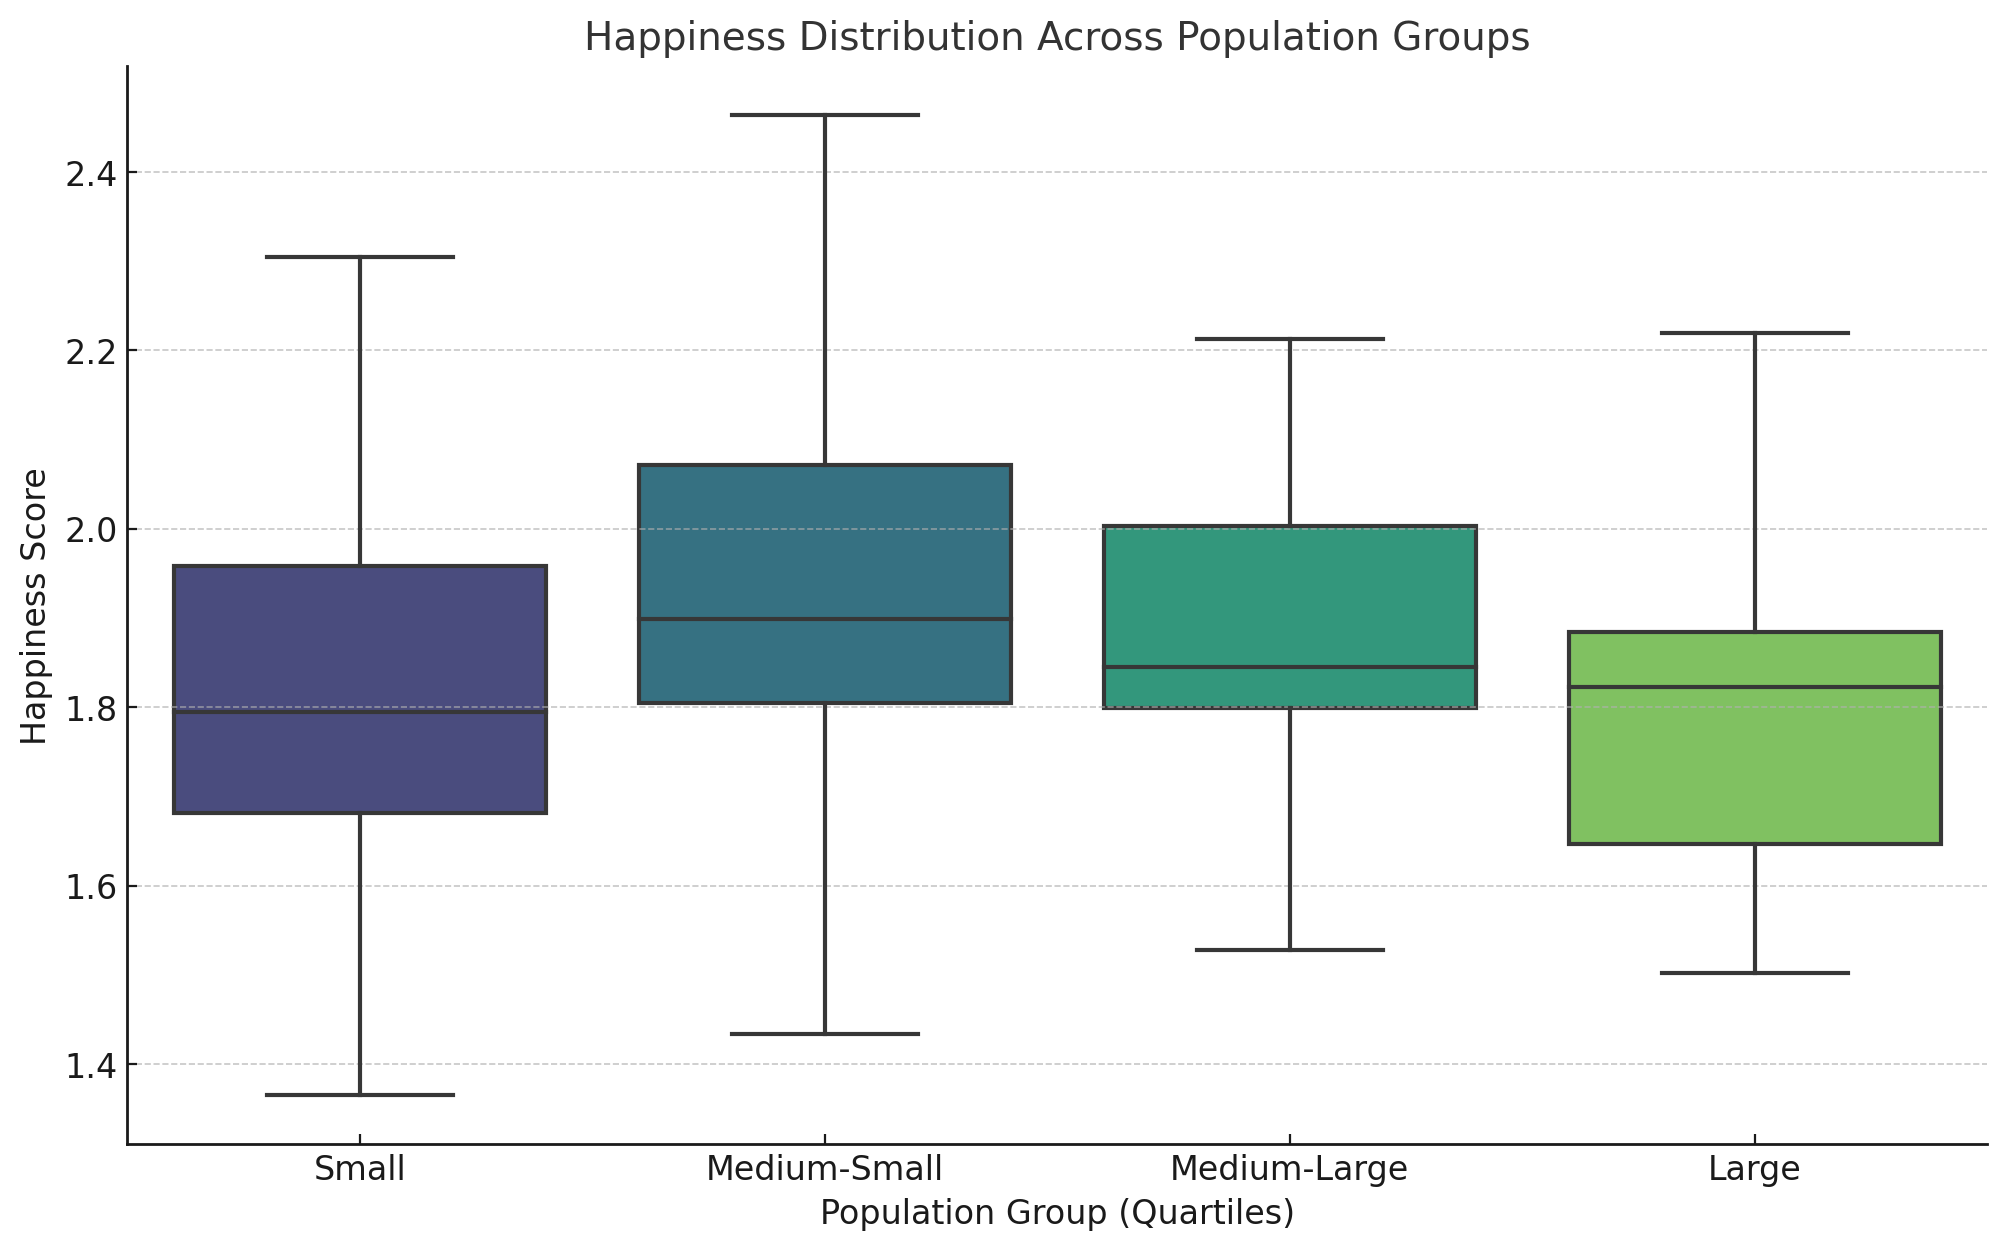 Happiness Distribution Across Population Groups
Happiness Score
2.4
2.2
2.0
1.8
1.6
1.4
Small
Medium-Small
Medium-Large
Large
Population Group (Quartiles)